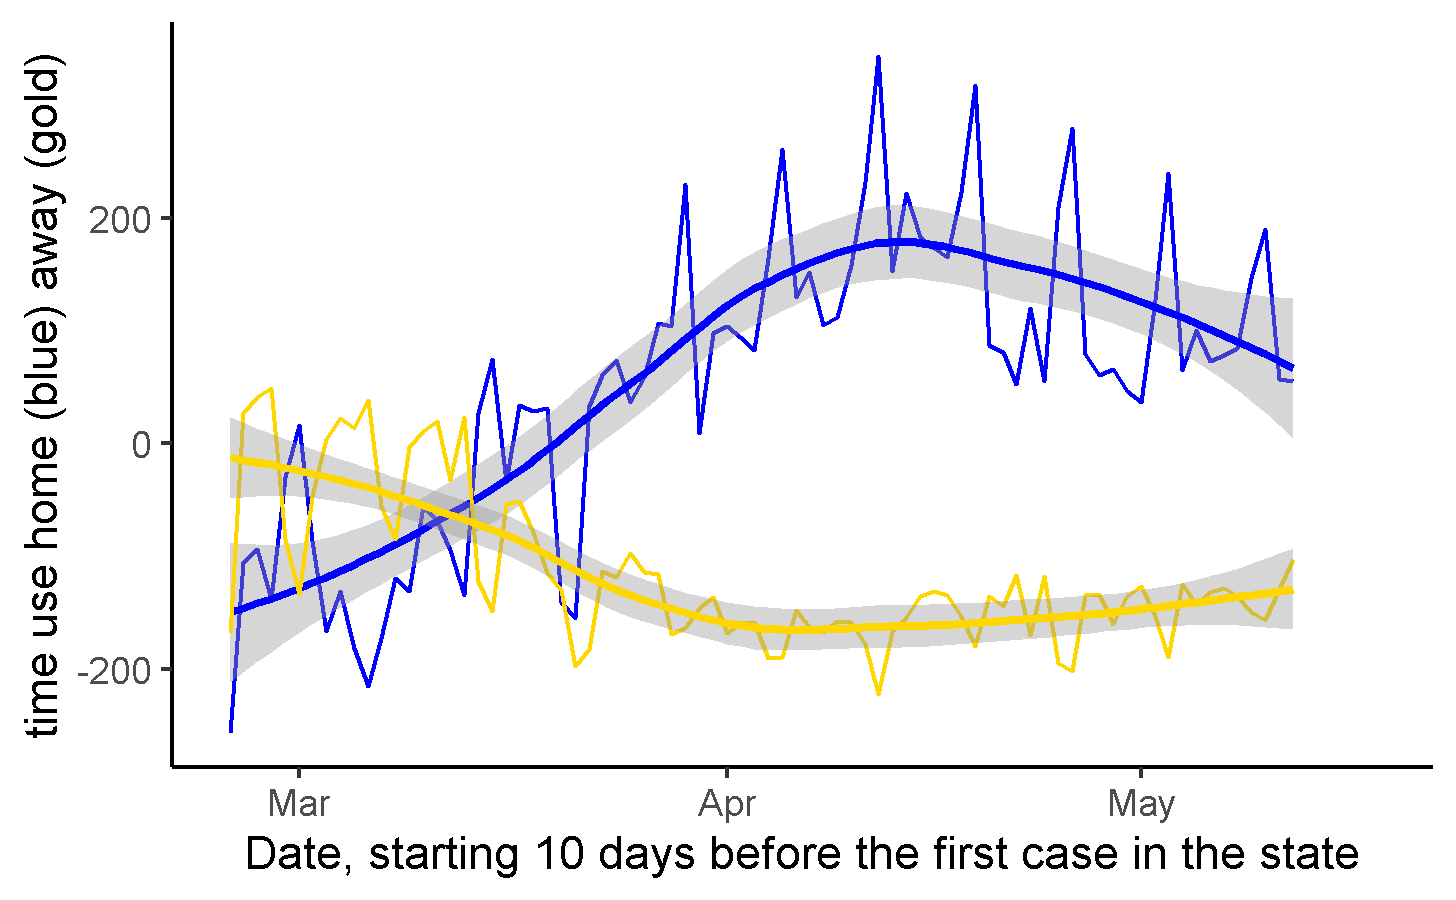 time use home (blue) away (gold)
200
0
-200
Mar
Apr
May
Date, starting 10 days before the first case in the state